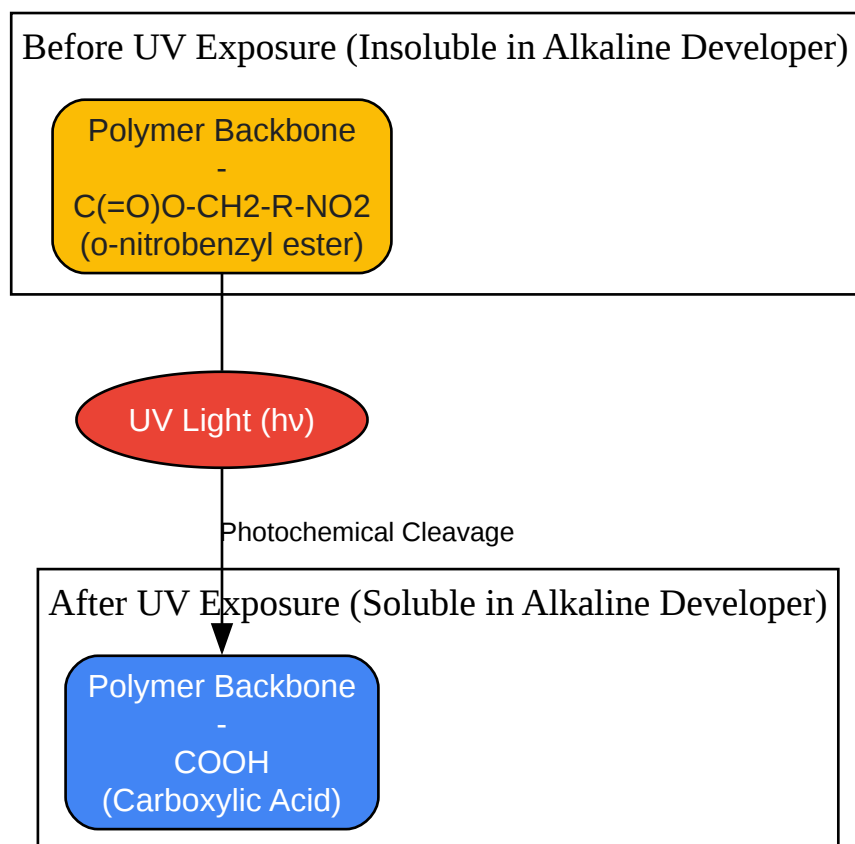 Before UV Exposure (Insoluble in Alkaline Developer)
Polymer Backbone
-
C(=O)O-CH2-R-NO2
(o-nitrobenzyl ester)
UV Light (hν)
Photochemical Cleavage
After UV Exposure (Soluble in Alkaline Developer)
Polymer Backbone
-
COOH
(Carboxylic Acid)